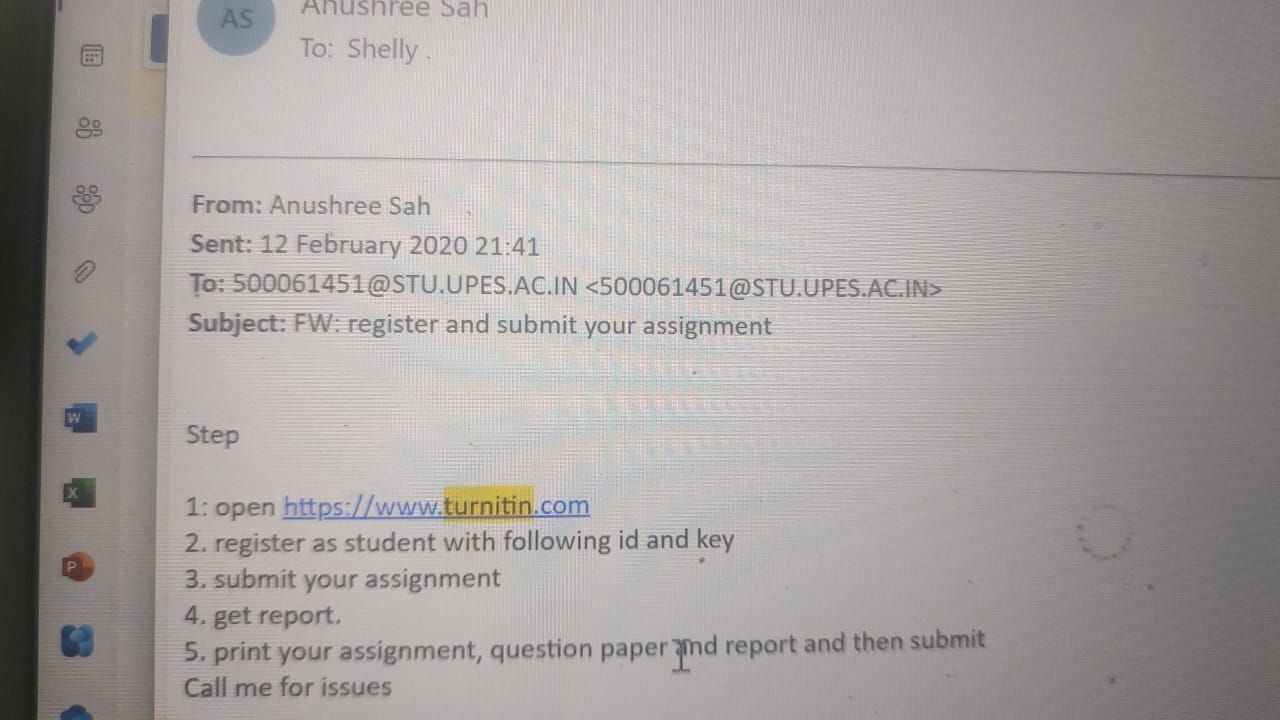 AS
Anushree Sah
To: Shelly .
From: Anushree Sah
Sent: 12 February 2020 21:41
To: 500061451@STU.UPES.AC.IN <500061451@STU.UPES.AC.IN>
Subject: FW: register and submit your assignment
Step
1: open https://www.turnitin.com
2. register as student with following id and key
3. submit your assignment
4. get report.
5. print your assignment, question paper and report and then submit
Call me for issues
W
X
P